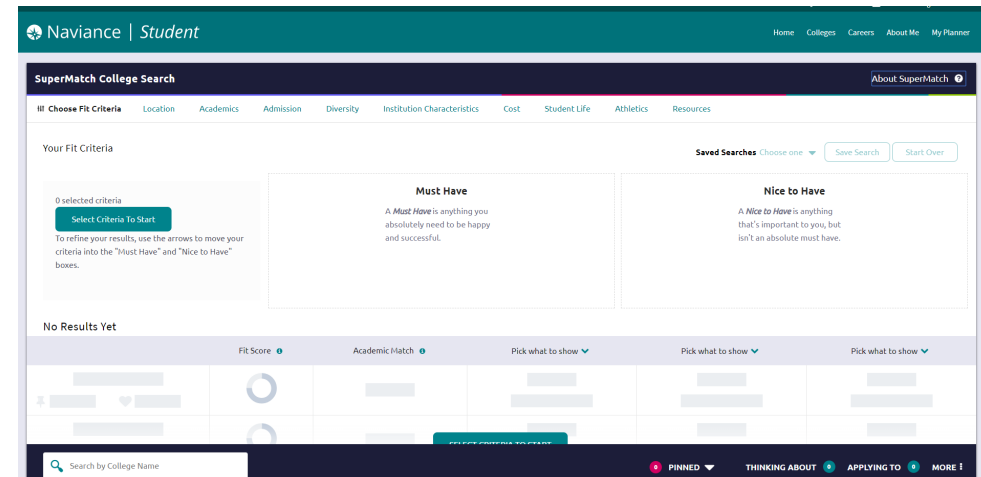 Naviance | Student
Home Colleges Careers About Me My Planner
SuperMatch College Search
About SuperMatch ?
Choose Fit Criteria Location Academics Admission Diversity Institution Characteristics Cost Student Life Athletics Resources
Your Fit Criteria
Saved Searches Choose one Save Search Start Over
0 selected criteria
Select Criteria To Start
To refine your results, use the arrows to move your
criteria into the "Must Have" and "Nice to Have"
boxes.
Must Have
A Must Have is anything you
absolutely need to be happy
and successful.
Nice to Have
A Nice to Have is anything
that's important to you, but
isn't an absolute must have.
No Results Yet
Fit Score Academic Match Pick what to show Pick what to show Pick what to show
SELECT CRITERIA TO START
Search by College Name
0 PINNED THINKING ABOUT 0 APPLYING TO 0 MORE